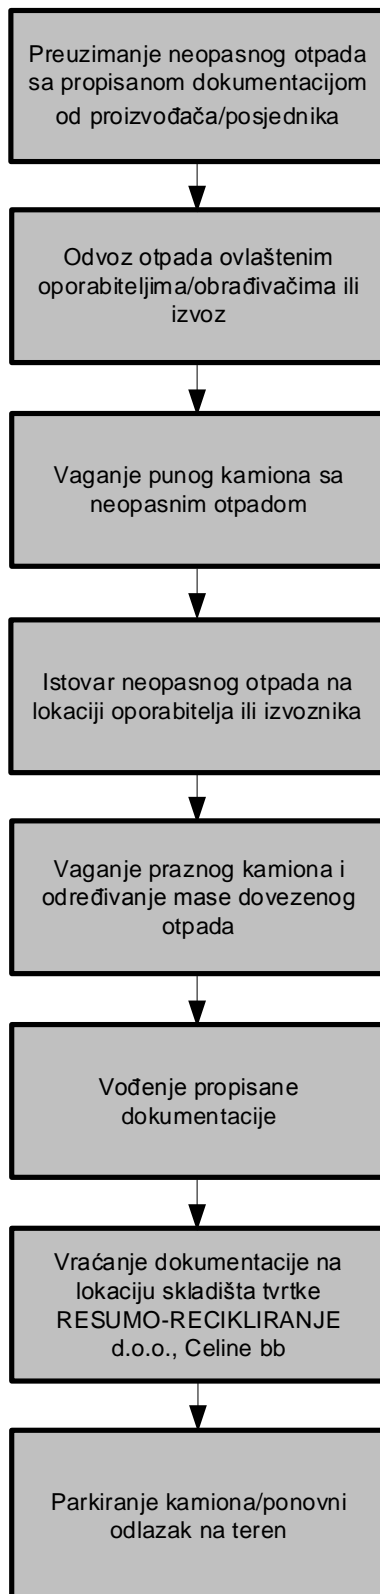 Preuzimanje neopasnog otpada
sa propisanom dokumentacijom
od proizvođača/posjednika
Odvoz otpada ovlaštenim
oporabiteljima/obrađivačima ili
izvoz
Vaganje punog kamiona sa
neopasnim otpadom
Istovar neopasnog otpada na
lokaciji oporabitelja ili izvoznika
Vaganje praznog kamiona i
određivanje mase dovezenog
otpada
Vođenje propisane
dokumentacije
Vraćanje dokumentacije na
lokaciju skladišta tvrtke
RESUMO-RECIKLIRANJE
d.o.o., Celine bb
Parkiranje kamiona/ponovni
odlazak na teren